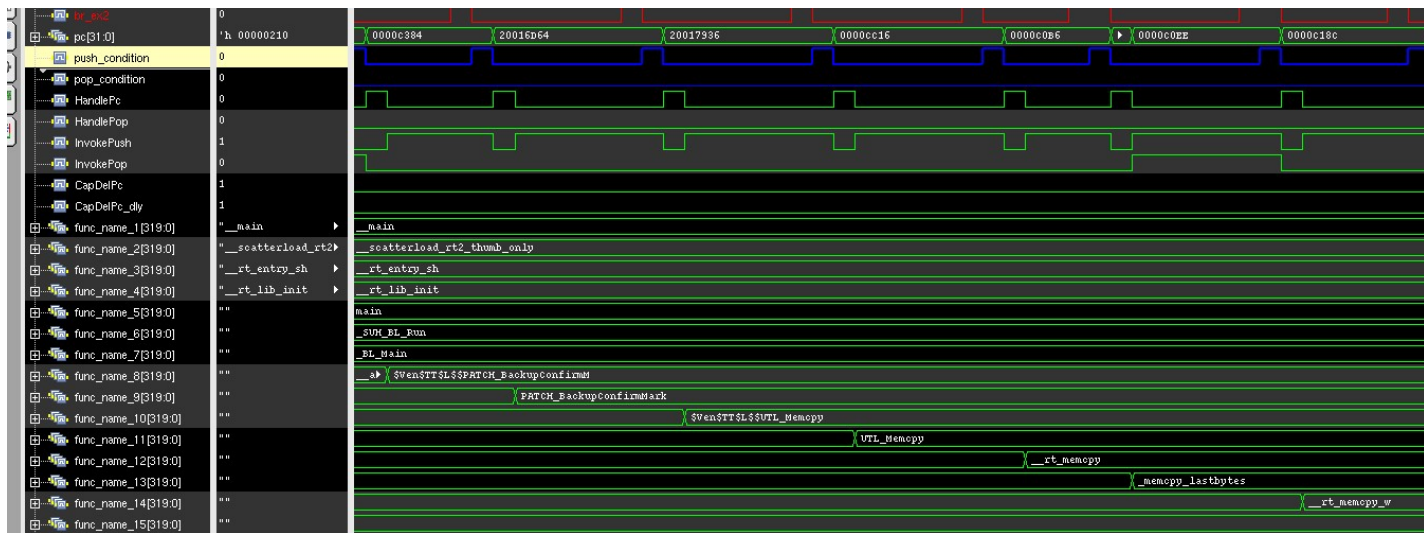 br_ex2 0
pc[31:0] 'h 00000210 0000c384 20016D64 20017936 0000cc16 0000c0B6 0000c0EE 0000c18c
push_condition 0
pop_condition 0
HandlePc 0
HandlePop 0
InvokePush 1
InvokePop 0
CapDelPc 1
CapDelPc_dly 1
func_name_1[319:0] "__main __main
func_name_2[319:0] "__scatterload_rt2 __scatterload_rt2_thumb_only
func_name_3[319:0] "__rt_entry_sh __rt_entry_sh
func_name_4[319:0] "__rt_lib_init __rt_lib_init
func_name_5[319:0] "" main
func_name_6[319:0] "" _SUH_BL_Run
func_name_7[319:0] "" _BL_Main
func_name_8[319:0] "" __a $Ven$TT$L$$PATCH_BackupConfirmM
func_name_9[319:0] "" PATCH_BackupConfirmMark
func_name_10[319:0] "" $Ven$TT$L$$UTL_Memcpy
func_name_11[319:0] "" UTL_Memcpy
func_name_12[319:0] "" __rt_memcpy
func_name_13[319:0] "" _memcpy_lastbytes
func_name_14[319:0] "" __rt_memcpy_w
func_name_15[319:0] ""